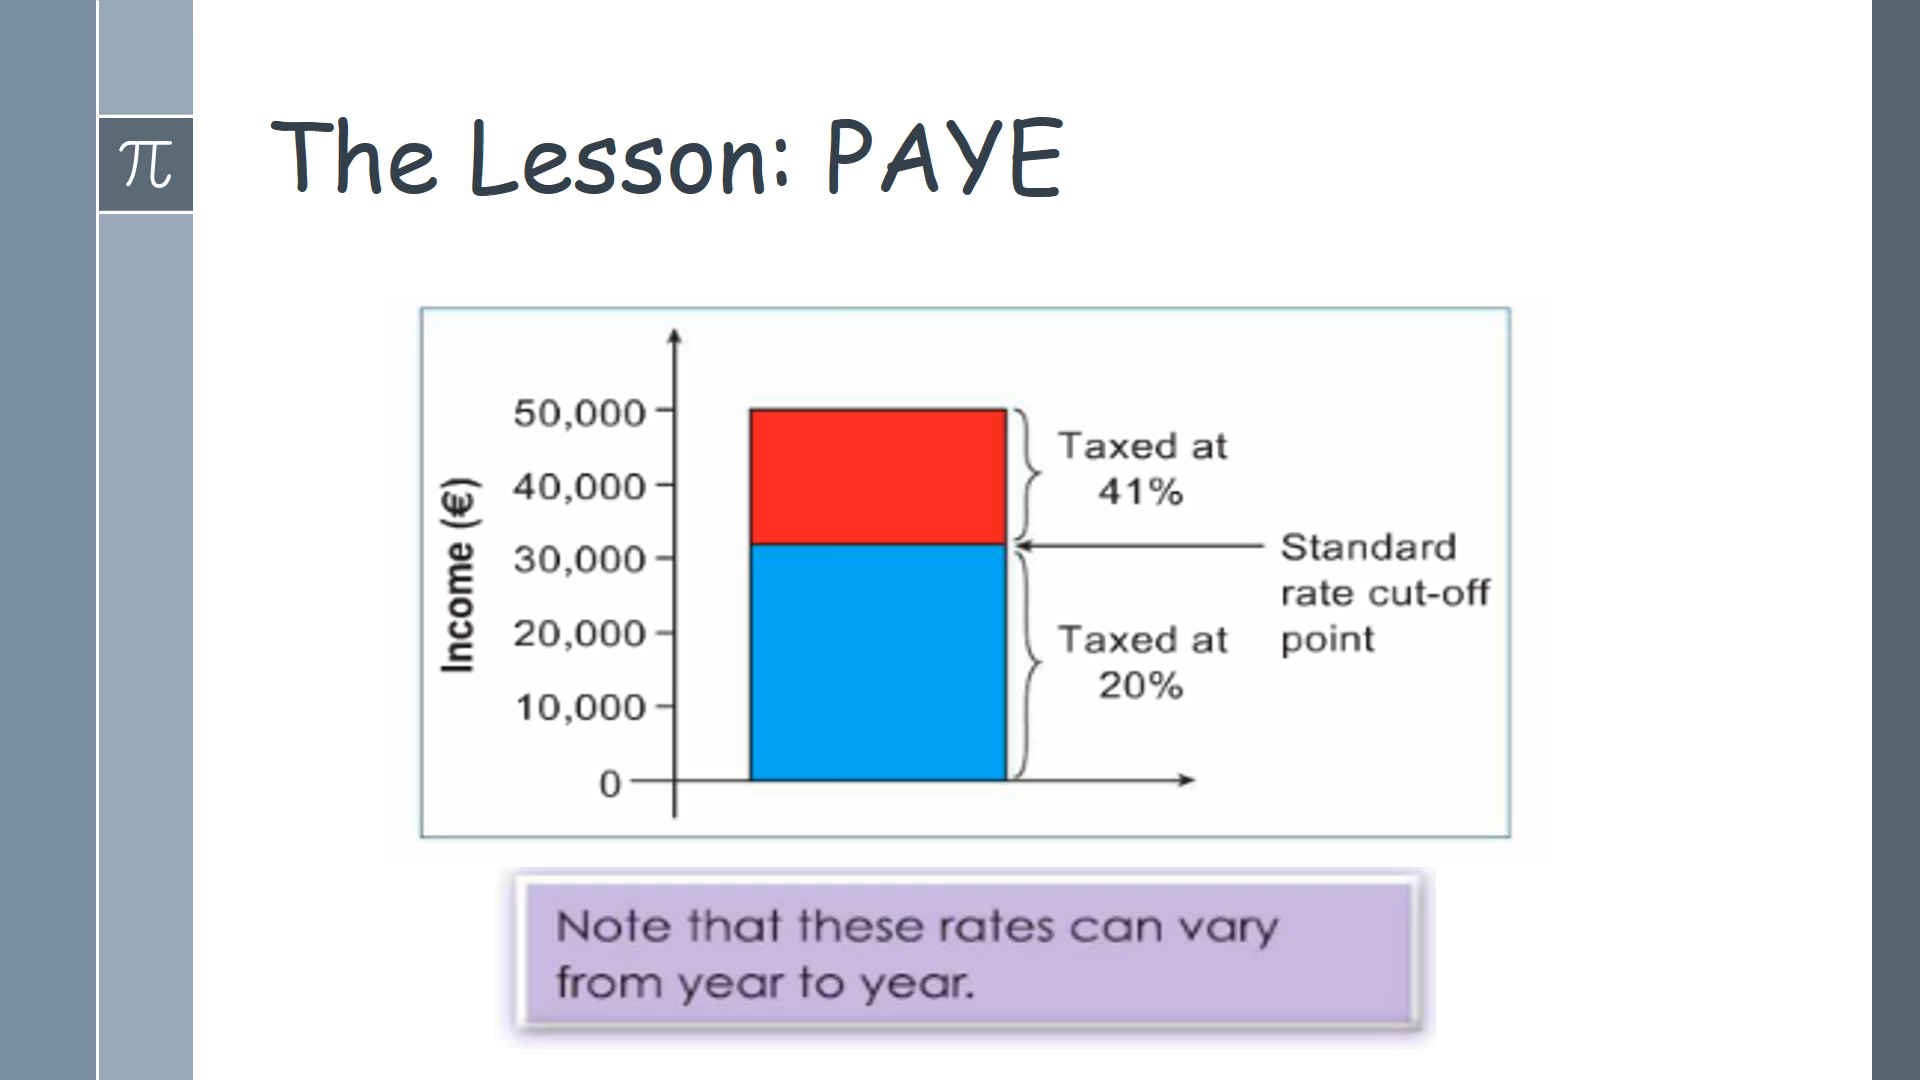 π
The Lesson: PAYE
Income (€)
50,000
40,000
30,000
20,000
10,000
0
Taxed at
41%
Standard
rate cut-off
point
Taxed at
20%
Note that these rates can vary
from year to year.